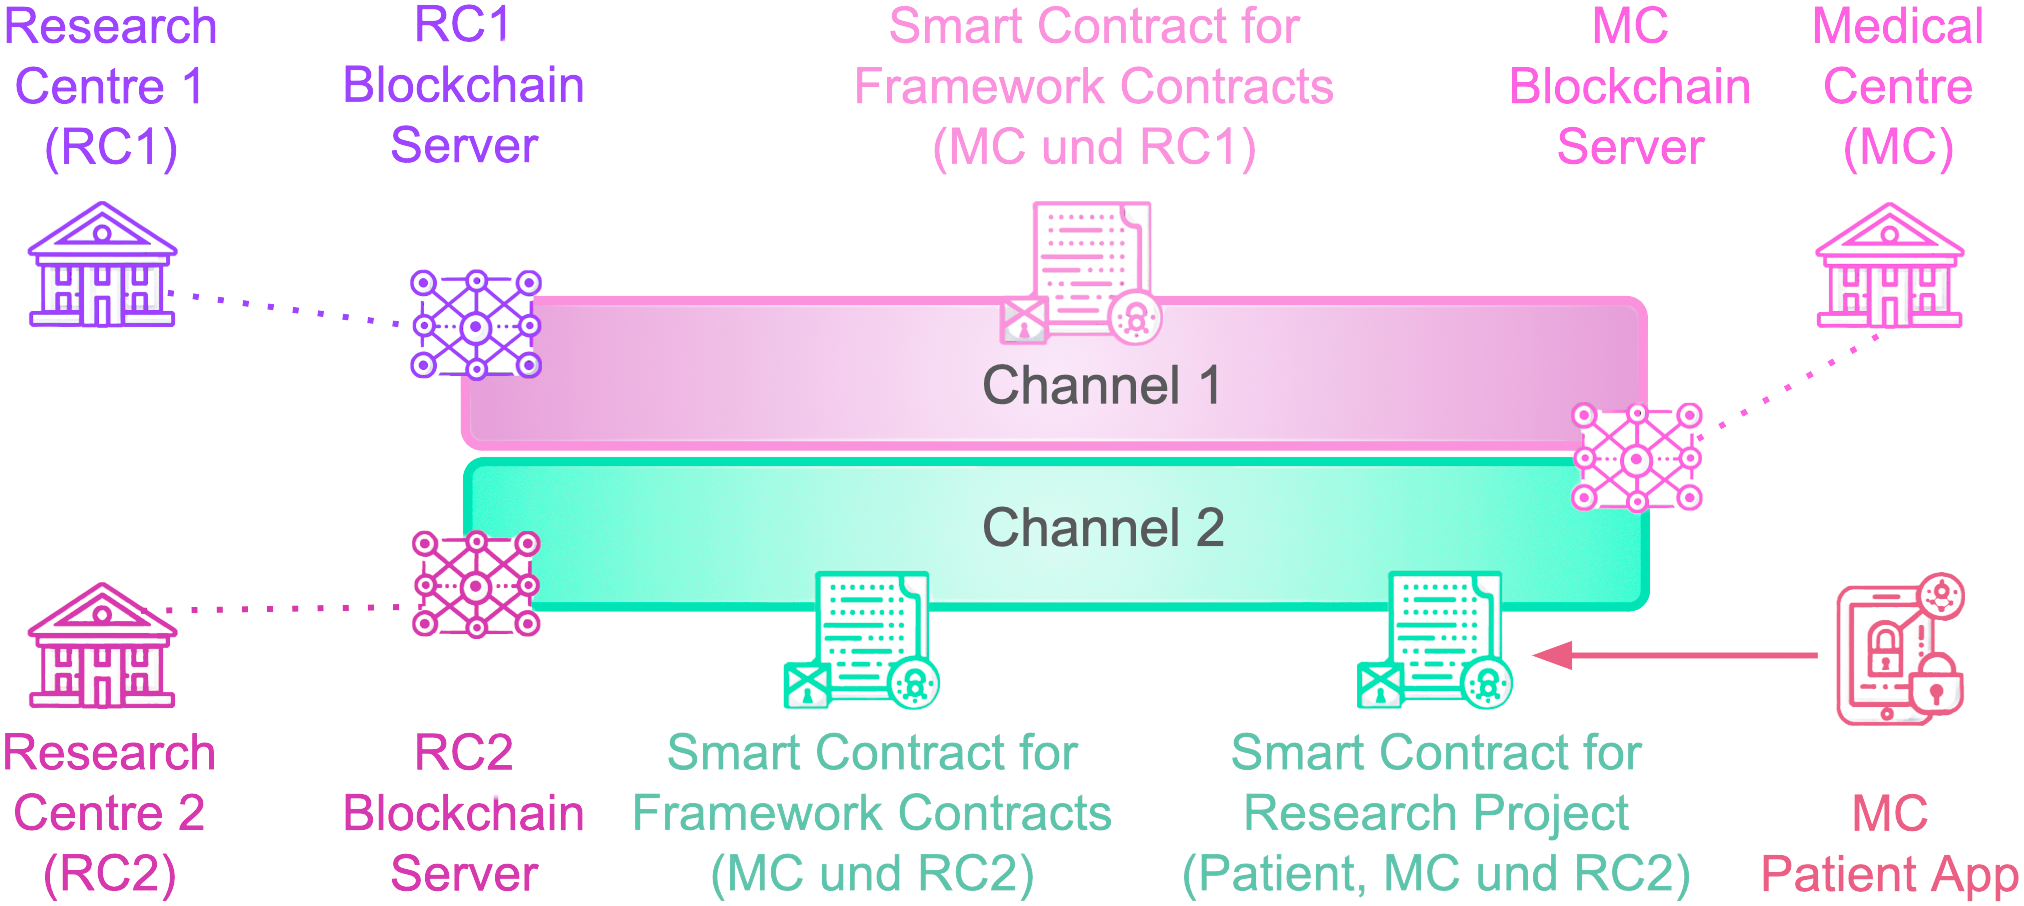 Research
Centre 1
(RC1)
RC1
Blockchain
Server
Smart Contract for
Framework Contracts
(MC und RC1)
MC
Blockchain
Server
Medical
Centre
(MC)
Channel 1
Channel 2
Research
Centre 2
(RC2)
RC2
Blockchain
Server
Smart Contract for
Framework Contracts
(MC und RC2)
Smart Contract for
Research Project
(Patient, MC und RC2)
MC
Patient App